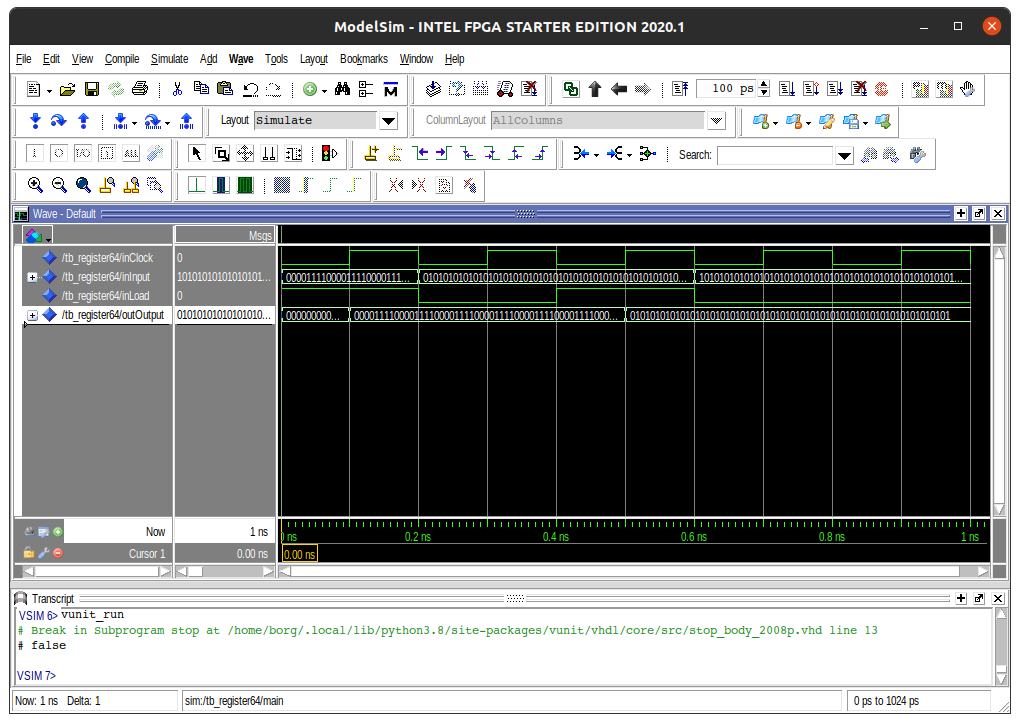 ModelSim - INTEL FPGA STARTER EDITION 2020.1
File Edit View Compile Simulate Add Wave Tools Layout Bookmarks Window Help
100 ps
Layout Simulate ColumnLayout AllColumns
Search:
Wave - Default
Msgs
/tb_register64/inClock 0
/tb_register64/inInput 10101010101010101... 0000111100001111000011​1... 010101010101010101010101010101010101010101010101010... 101010101010101010101010101010101010101010101010101...
/tb_register64/inLoad 0
/tb_register64/outOutput 01010101010101010... 000000000... 000011110000111100001111000011110000111100001111000... 0101010101010101010101010101010101010101010101010101010101010101
Now 1 ns ns 0.2 ns 0.4 ns 0.6 ns 0.8 ns 1 ns
Cursor 1 0.00 ns 0.00 ns
Transcript
VSIM 6> vunit_run
# Break in Subprogram stop at /home/borg/.local/lib/python3.8/site-packages/vunit/vhdl/core/src/stop_body_2008p.vhd line 13
# false
VSIM 7>
Now: 1 ns Delta: 1 sim:/tb_register64/main 0 ps to 1024 ps